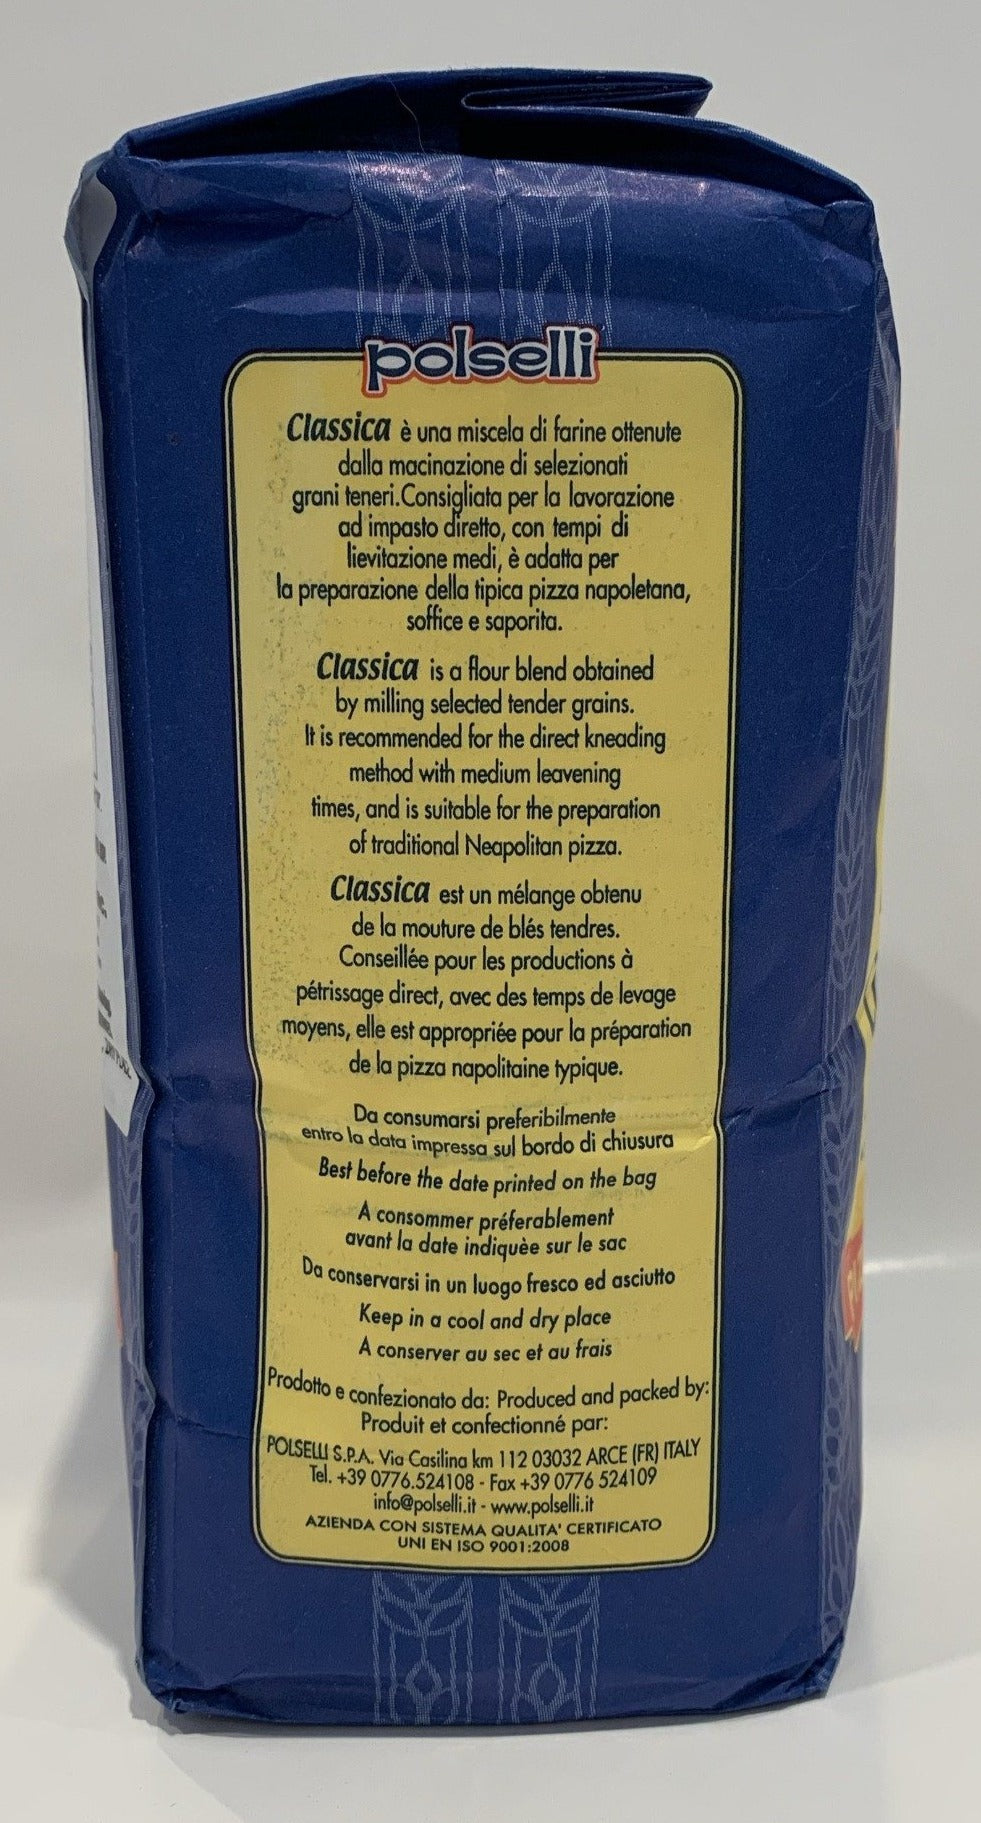 polselli
Classica è una miscela di farine ottenute
dalla macinazione di selezionati
grani teneri.Consigliata per la lavorazione
ad impasto diretto, con tempi di
lievitazione medi, è adatta per
la preparazione della tipica pizza napoletana,
soffice e saporita.
Classica is a flour blend obtained
by milling selected tender grains.
It is recommended for the direct kneading
method with medium leavening
times, and is suitable for the preparation
of traditional Neapolitan pizza.
Classica est un mélange obtenu
de la mouture de blés tendres.
Conseillée pour les productions à
pétrissage direct, avec des temps de levage
moyens, elle est appropriée pour la préparation
de la pizza napolitaine typique.
Da consumarsi preferibilmente
entro la data impressa sul bordo di chiusura
Best before the date printed on the bag
A consommer préferablement
avant la date indiquèe sur le sac
Da conservarsi in un luogo fresco ed asciutto
Keep in a cool and dry place
A conserver au sec et au frais
Prodotto e confezionato da: Produced and packed by:
Produit et confectionné par:
POLSELLI S.P.A. Via Casilina km 112 03032 ARCE (FR) ITALY
Tel. +39 0776.524108 - Fax +39 0776 524109
info@polselli.it - www.polselli.it
AZIENDA CON SISTEMA QUALITA' CERTIFICATO
UNI EN ISO 9001:2008